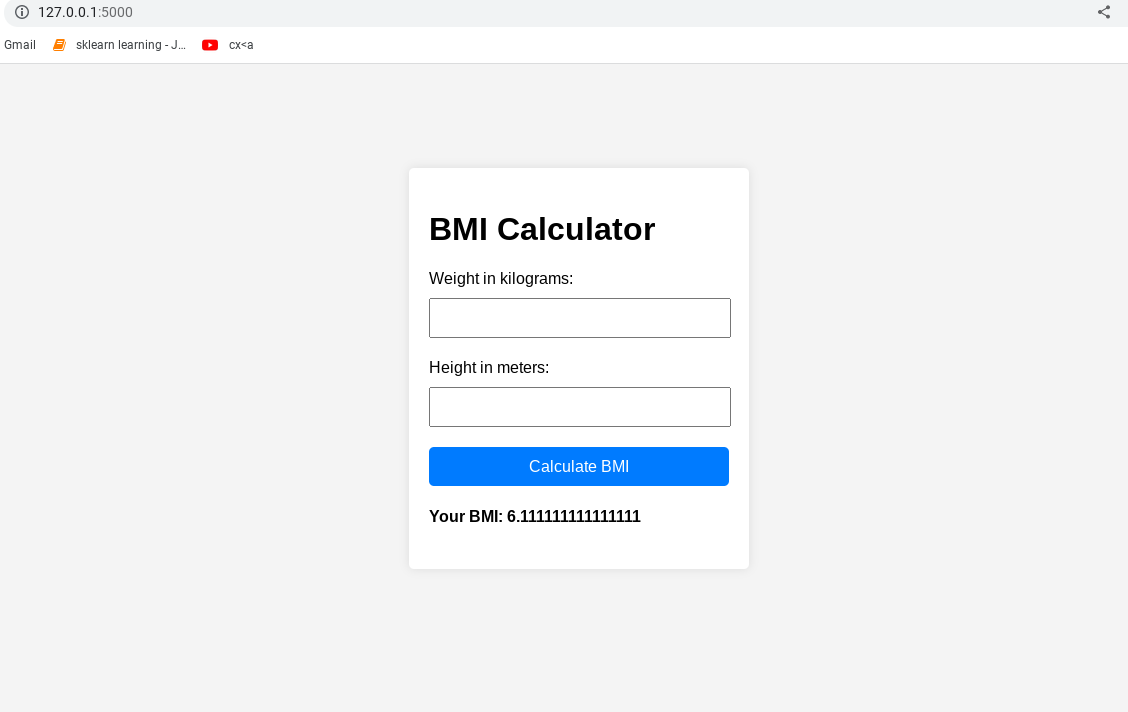 127.0.0.1:5000
Gmail sklearn learning - J... cx<a
BMI Calculator
Weight in kilograms:
Height in meters:
Calculate BMI
Your BMI: 6.111111111111111